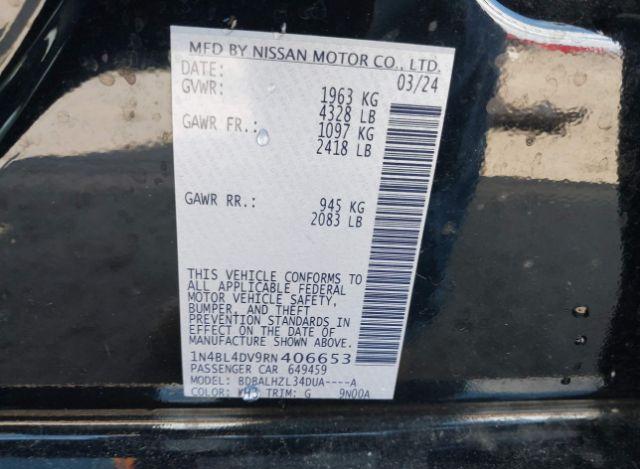 MFD BY NISSAN MOTOR CO., LTD.
DATE: 03/24
GVWR: 1963 KG
4328 LB
GAWR FR.: 1097 KG
2418 LB
GAWR RR.: 945 KG
2083 LB
THIS VEHICLE CONFORMS TO
ALL APPLICABLE FEDERAL
MOTOR VEHICLE SAFETY,
BUMPER, AND THEFT
PREVENTION STANDARDS IN
EFFECT ON THE DATE OF
MANUFACTURE SHOWN ABOVE.
1N4BL4DV9RN406653
PASSENGER CAR 649459
MODEL: BDBALHZL34DUA----A
COLOR: KH3 TRIM: G 9N00A